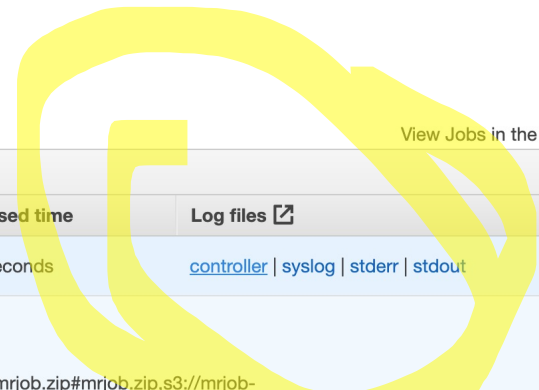 View Jobs in the
sed time Log files
econds controller | syslog | stderr | stdout
mrjob.zip#mrjob.zip,s3://mrjob-